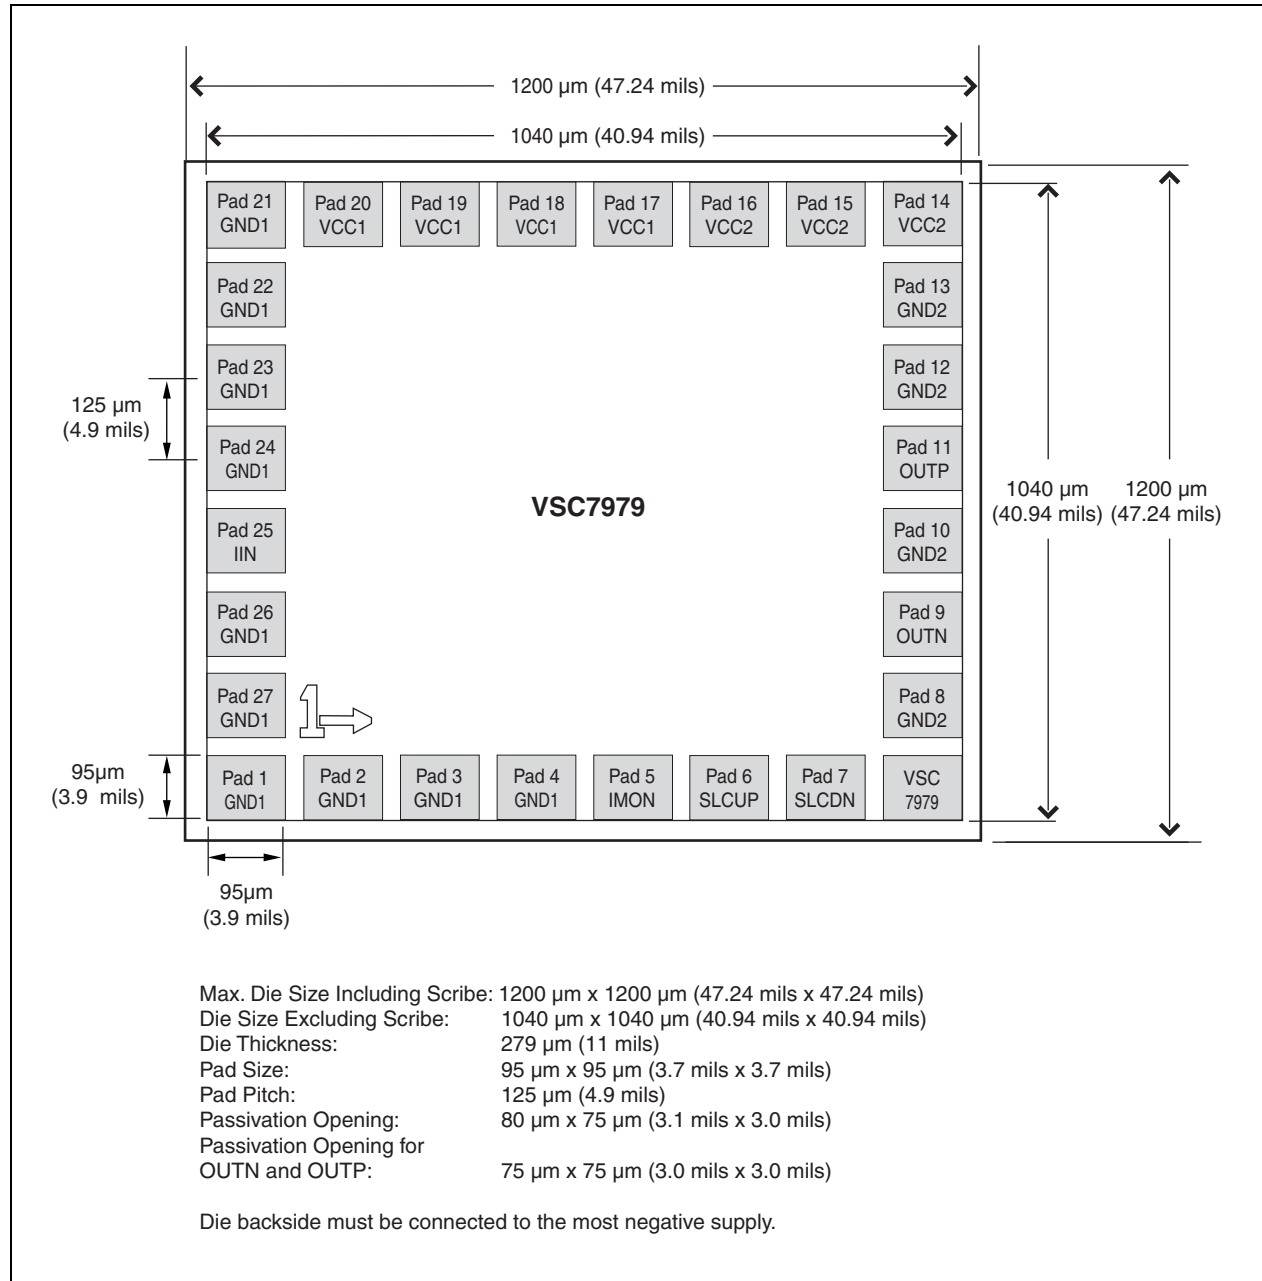 1200 µm (47.24 mils)
1040 µm (40.94 mils)
Pad 21
GND1
Pad 20
VCC1
Pad 19
VCC1
Pad 18
VCC1
Pad 17
VCC1
Pad 16
VCC2
Pad 15
VCC2
Pad 14
VCC2
Pad 22
GND1
Pad 13
GND2
Pad 23
GND1
Pad 12
GND2
125 µm
(4.9 mils)
Pad 24
GND1
Pad 11
OUTP
VSC7979
1040 µm
(40.94 mils)
1200 µm
(47.24 mils)
Pad 25
IIN
Pad 10
GND2
Pad 26
GND1
Pad 9
OUTN
Pad 27
GND1
1
Pad 8
GND2
95µm
(3.9 mils)
Pad 1
GND1
Pad 2
GND1
Pad 3
GND1
Pad 4
GND1
Pad 5
IMON
Pad 6
SLCUP
Pad 7
SLCDN
VSC
7979
95µm
(3.9 mils)
Max. Die Size Including Scribe: 1200 µm x 1200 µm (47.24 mils x 47.24 mils)
Die Size Excluding Scribe: 1040 µm x 1040 µm (40.94 mils x 40.94 mils)
Die Thickness: 279 µm (11 mils)
Pad Size: 95 µm x 95 µm (3.7 mils x 3.7 mils)
Pad Pitch: 125 µm (4.9 mils)
Passivation Opening: 80 µm x 75 µm (3.1 mils x 3.0 mils)
Passivation Opening for
OUTN and OUTP: 75 µm x 75 µm (3.0 mils x 3.0 mils)
Die backside must be connected to the most negative supply.